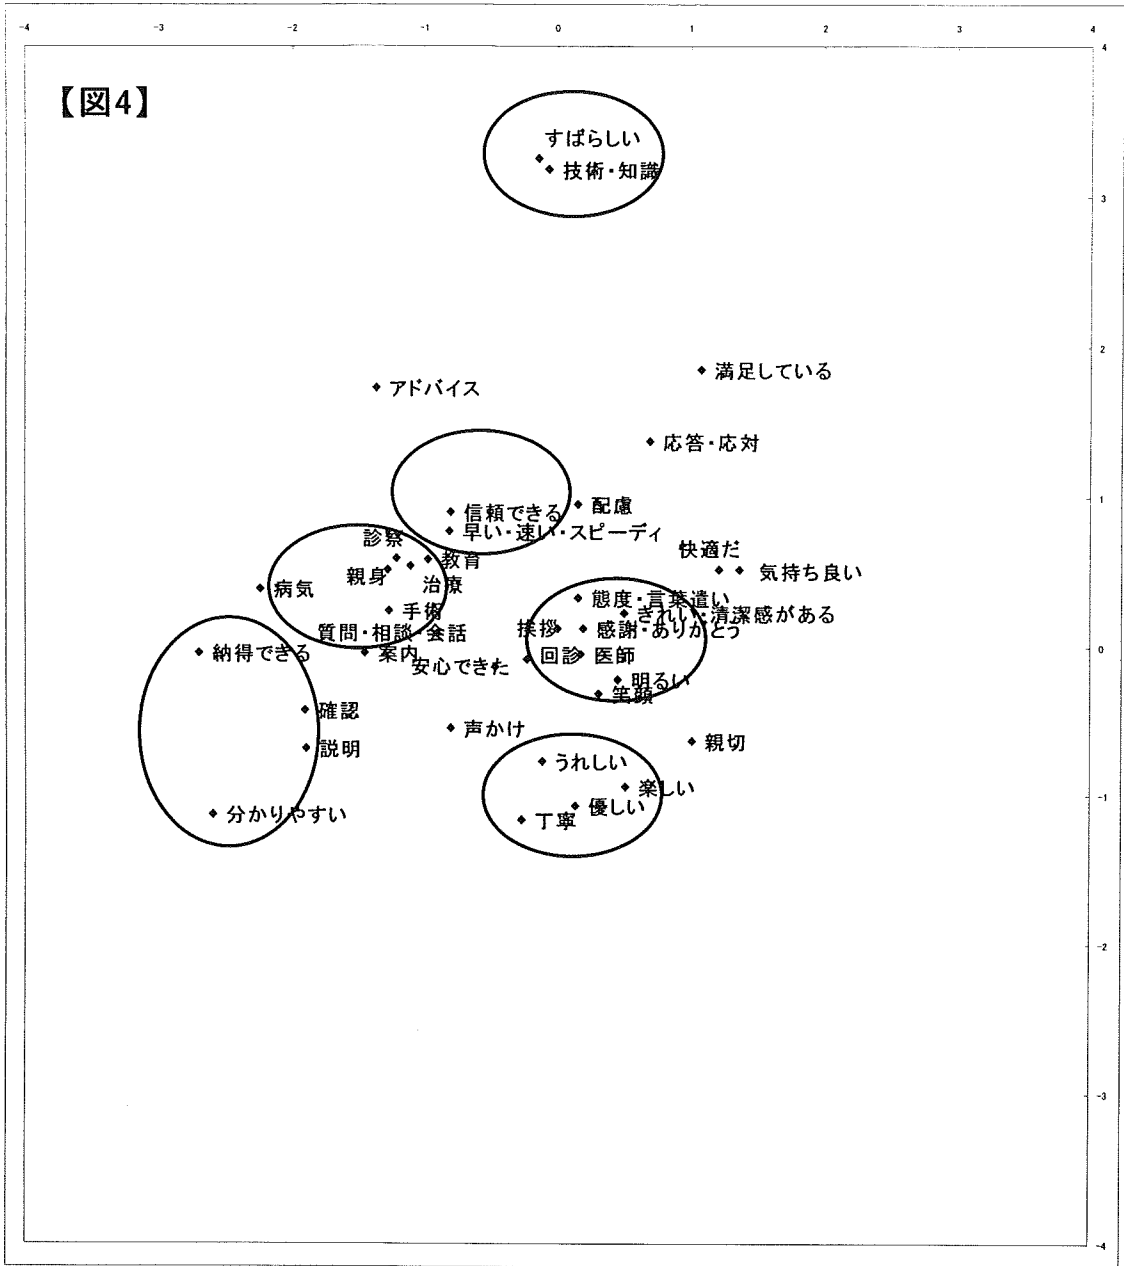 -4 -3 -2 -1 0 1 2 3 4
【図4】
すばらしい
技術・知識
3
2
満足している
アドバイス
応答・応対
1
配慮
信頼できる
早い・速い・スピーディ
診察
快適だ
教育
親身
気持ち良い
治療
病気
態度・言葉遣い
手術
きれい・清潔感がある
挨拶
感謝・ありがとう
質問・相談・会話
0
納得できる
案内
安心できた
回診
医師
明るい
笑顔
確認
声かけ
親切
説明
うれしい
楽しい
-1
優しい
分かりやすい
丁寧
-2
-3
-4